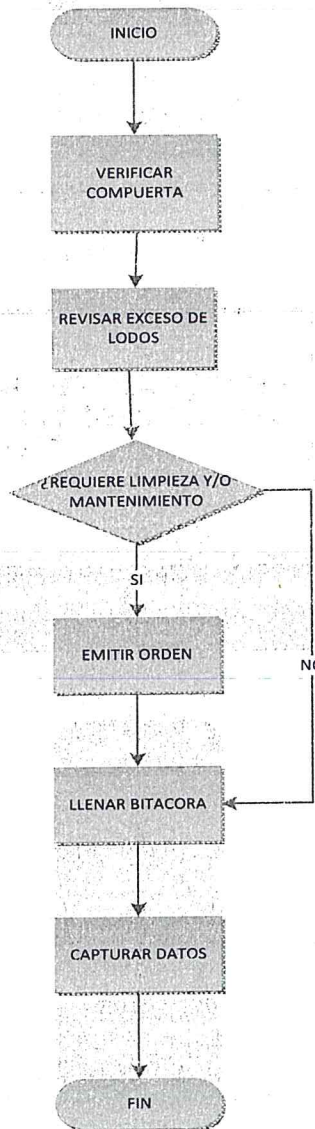 INICIO
VERIFICAR
COMPUERTA
REVISAR EXCESO DE
LODOS
¿REQUIERE LIMPIEZA Y/O
MANTENIMIENTO
SI
EMITIR ORDEN
NO
LLENAR BITACORA
CAPTURAR DATOS
FIN